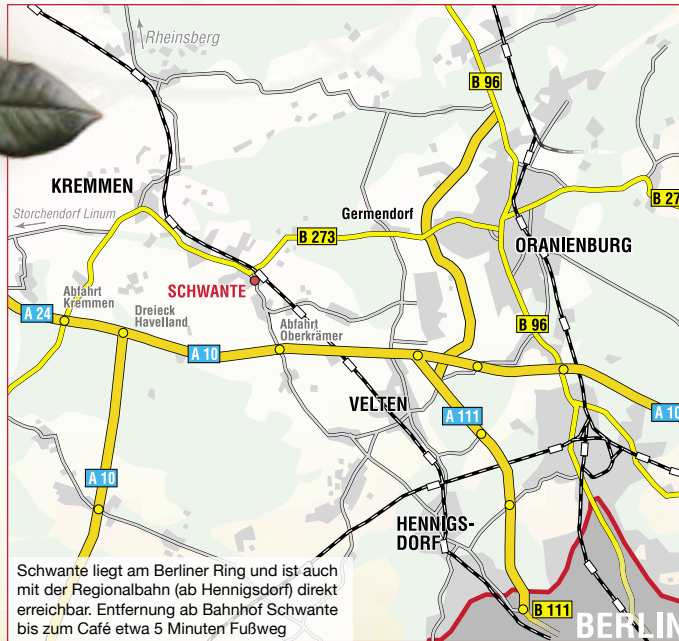 Rheinsberg
B 96
KREMMEN
Storchendorf Linum
Germendorf
B 27
B 273
ORANIENBURG
SCHWANTE
Abfahrt
Kremmen
A 24
Dreieck
Havelland
Abfahrt
Oberkrämer
B 96
A 10
VELTEN
A 111
A 10
A 10
HENNIGS-
DORF
Schwante liegt am Berliner Ring und ist auch
mit der Regionalbahn (ab Hennigsdorf) direkt
erreichbar. Entfernung ab Bahnhof Schwante
bis zum Café etwa 5 Minuten Fußweg
B 111
BERLIN